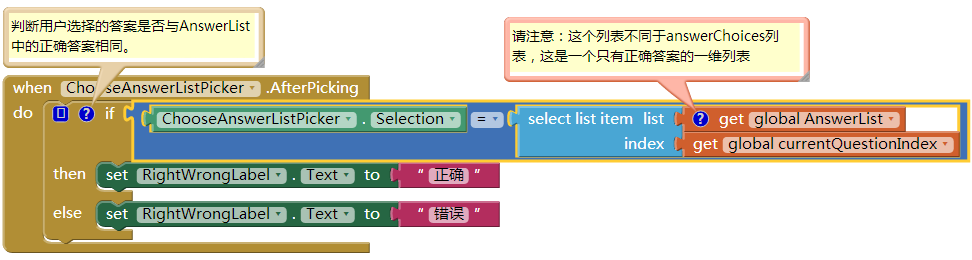 判断用户选择的答案是否与AnswerList
中的正确答案相同。
请注意：这个列表不同于answerChoices列
表，这是一个只有正确答案的一维列表
when ChooseAnswerListPicker .AfterPicking
do if ChooseAnswerListPicker . Selection = select list item list get global AnswerList
index get global currentQuestionIndex
then set RightWrongLabel . Text to " 正确 "
else set RightWrongLabel . Text to " 错误 "